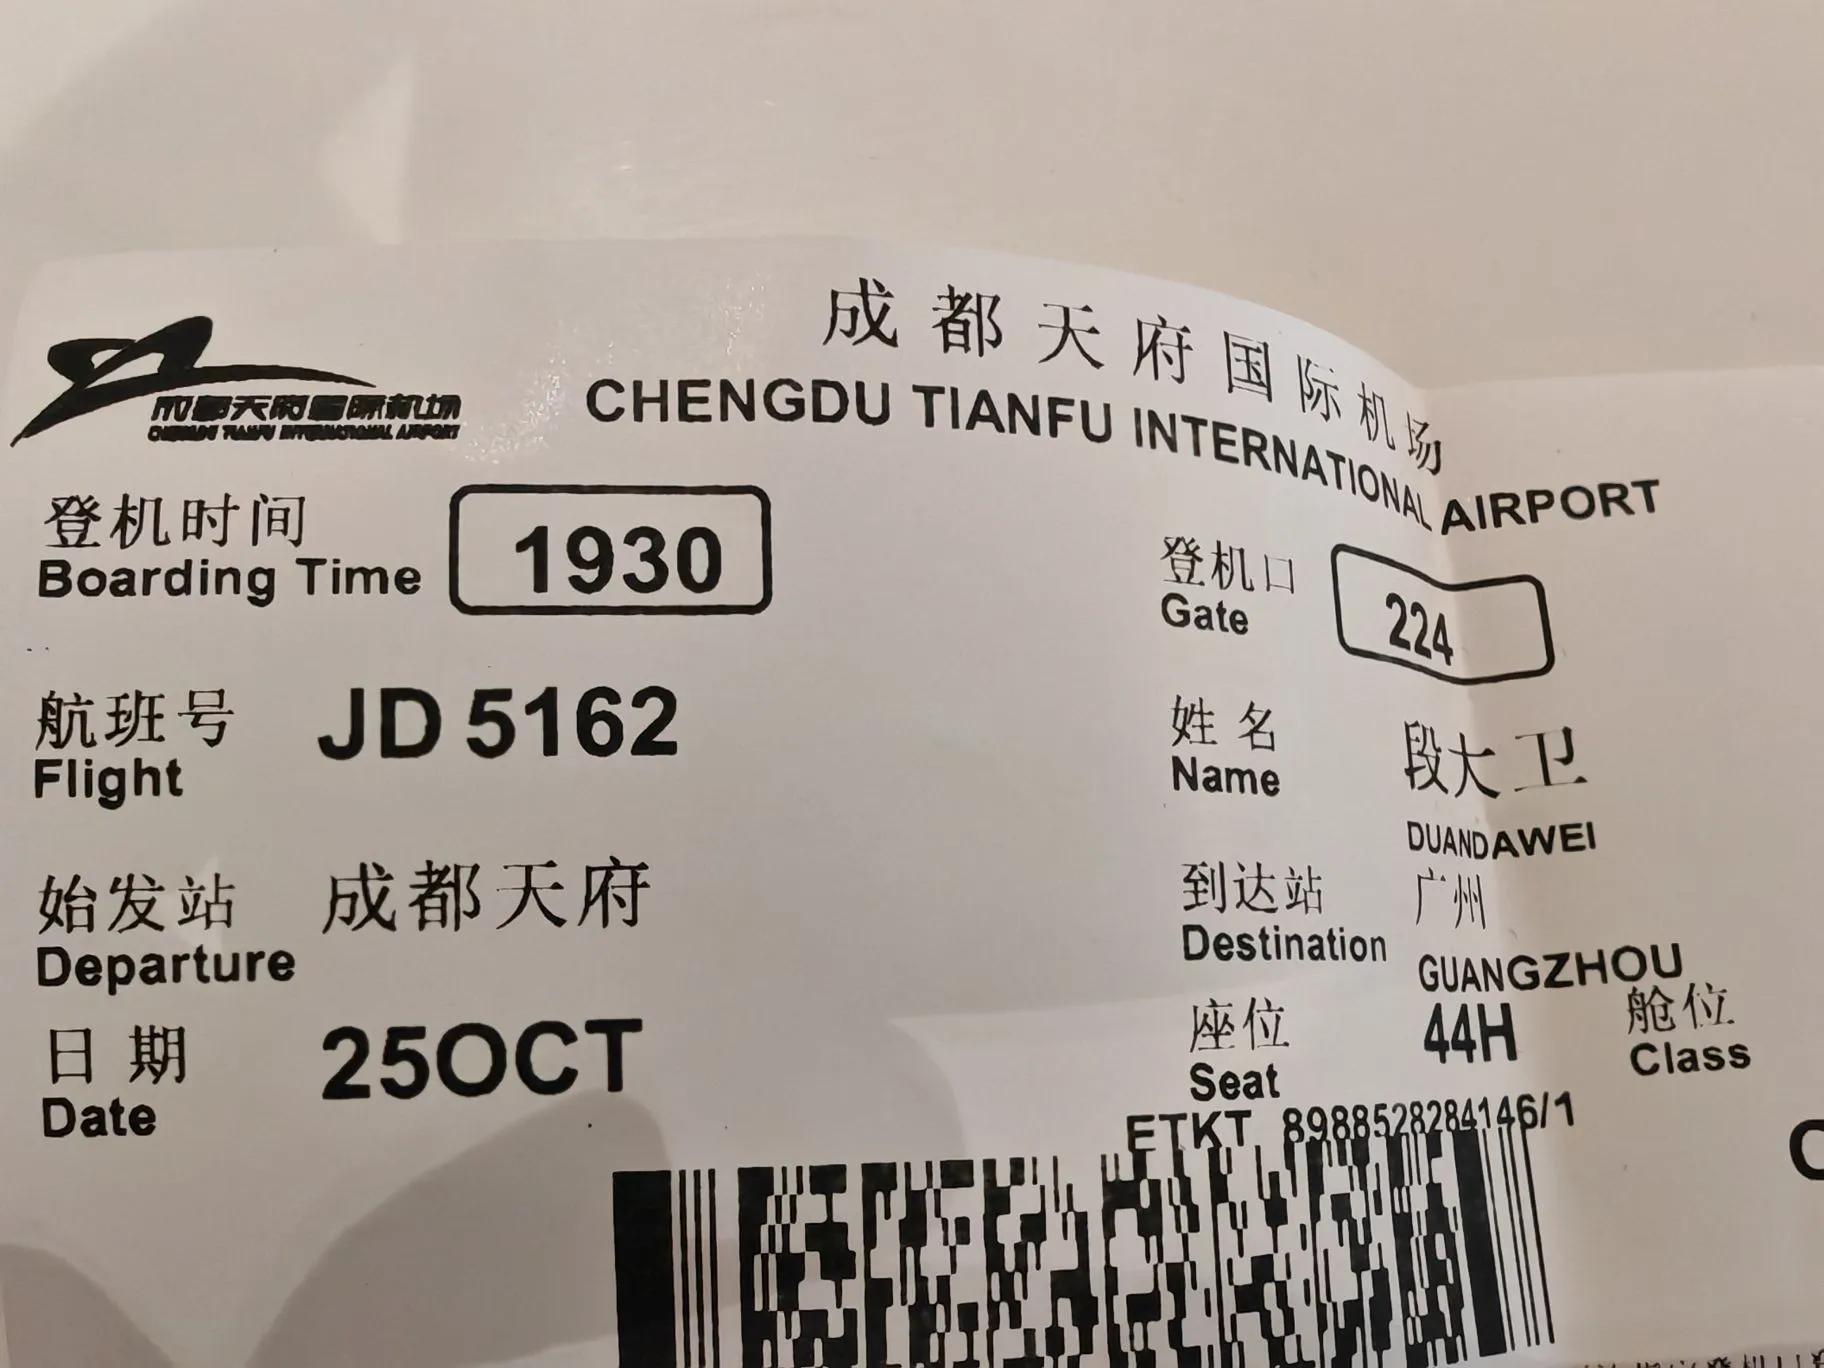 成都天府国际机场
CHENGDU TIANFU INTERNATIONAL AIRPORT
成都天府国际机场
CHENGDU TIANFU INTERNATIONAL AIRPORT
登机时间 1930
Boarding Time
登机口 224
Gate
航班号 JD 5162
Flight
姓名 段大卫
Name DUANDAWEI
始发站 成都天府
Departure
到达站 广州
Destination GUANGZHOU
日期 25OCT
Date
座位 44H 舱位
Seat Class
ETKT 8988528284146/1